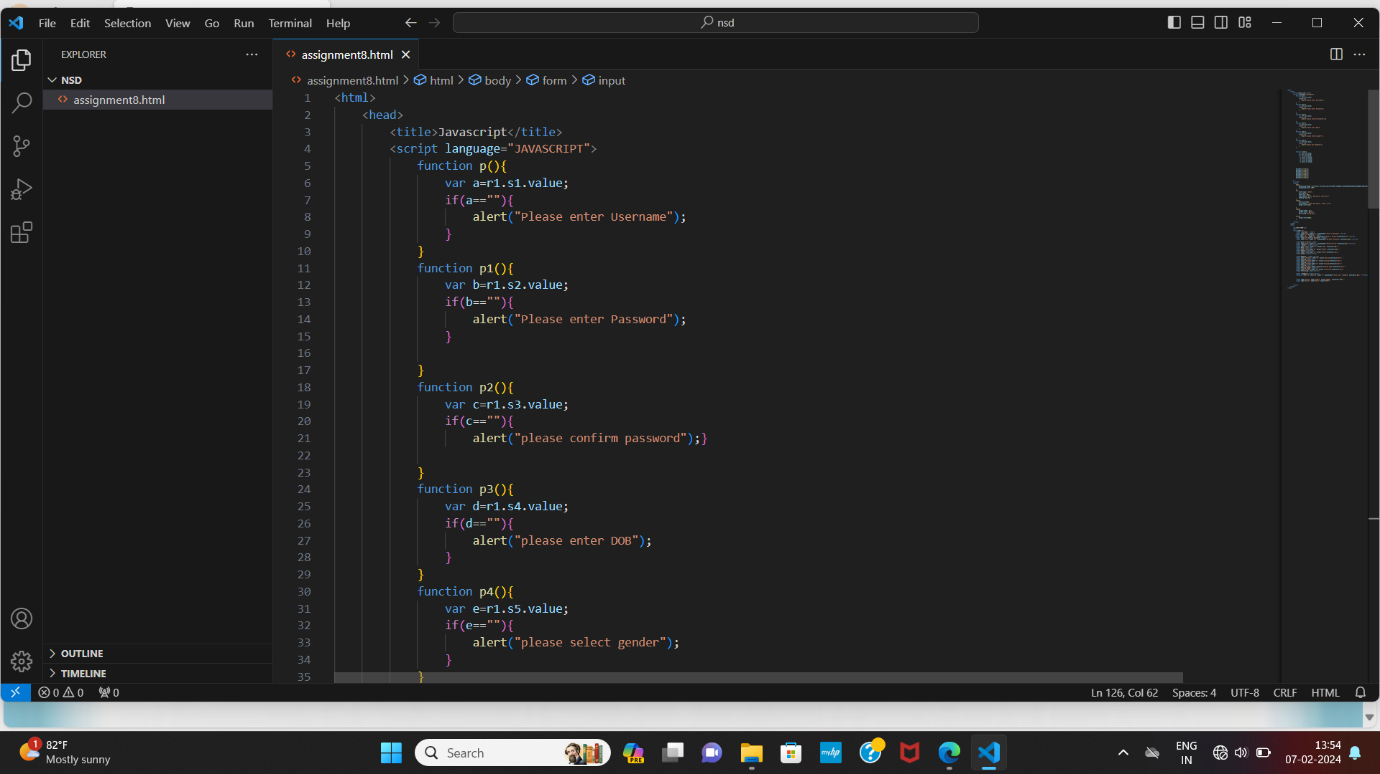 File Edit Selection View Go Run Terminal Help
nsd
EXPLORER
NSD
assignment8.html
OUTLINE
TIMELINE
assignment8.html
assignment8.html > html > body > form > input
1 <html>
2 <head>
3 <title>Javascript</title>
4 <script language="JAVASCRIPT">
5 function p(){
6 var a=r1.s1.value;
7 if(a==""){
8 alert("Please enter Username");
9 }
10 }
11 function p1(){
12 var b=r1.s2.value;
13 if(b==""){
14 alert("Please enter Password");
15 }
16
17 }
18 function p2(){
19 var c=r1.s3.value;
20 if(c==""){
21 alert("please confirm password");}
22
23 }
24 function p3(){
25 var d=r1.s4.value;
26 if(d==""){
27 alert("please enter DOB");
28 }
29 }
30 function p4(){
31 var e=r1.s5.value;
32 if(e==""){
33 alert("please select gender");
34 }
35 }
0 0 0
Ln 126, Col 62 Spaces: 4 UTF-8 CRLF HTML
1
82°F
Mostly sunny
Search
PRE
myhp
ENG
IN
13:54
07-02-2024